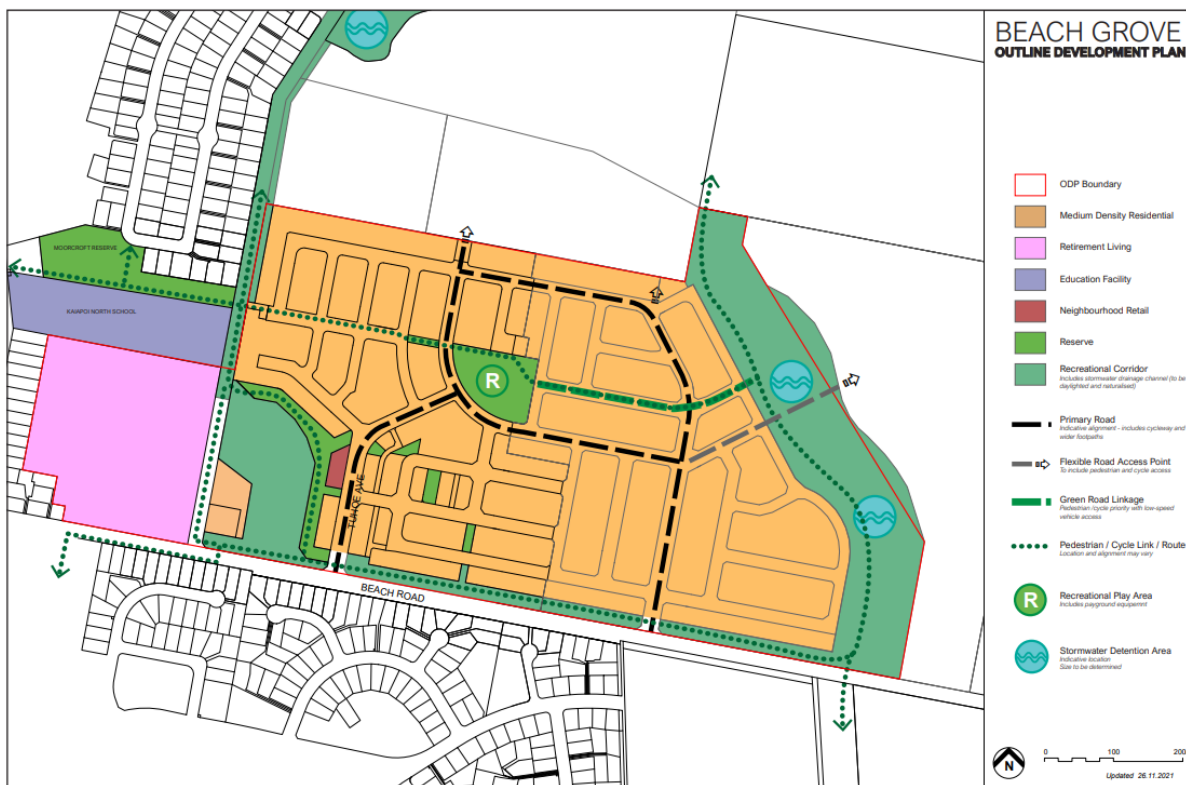 BEACH GROVE
OUTLINE DEVELOPMENT PLAN
ODP Boundary
Medium Density Residential
Retirement Living
Education Facility
Neighbourhood Retail
Reserve
Recreational Corridor
Includes stormwater drainage channel (to be
daylighted and naturalised)
Primary Road
Indicative alignment - includes cycleway and
wider footpaths
Flexible Road Access Point
To include pedestrian and cycle access
Green Road Linkage
Pedestrian /cycle priority with low-speed
vehicle access
Pedestrian / Cycle Link / Route
Location and alignment may vary
R
Recreational Play Area
Includes playground equipemnt
Stormwater Detention Area
Indicative location
Size to be determined
N
0 100 200
Updated 26.11.2021
MOORCROFT RESERVE
KAIAPOI NORTH SCHOOL
R
TUHOE AVE
BEACH ROAD